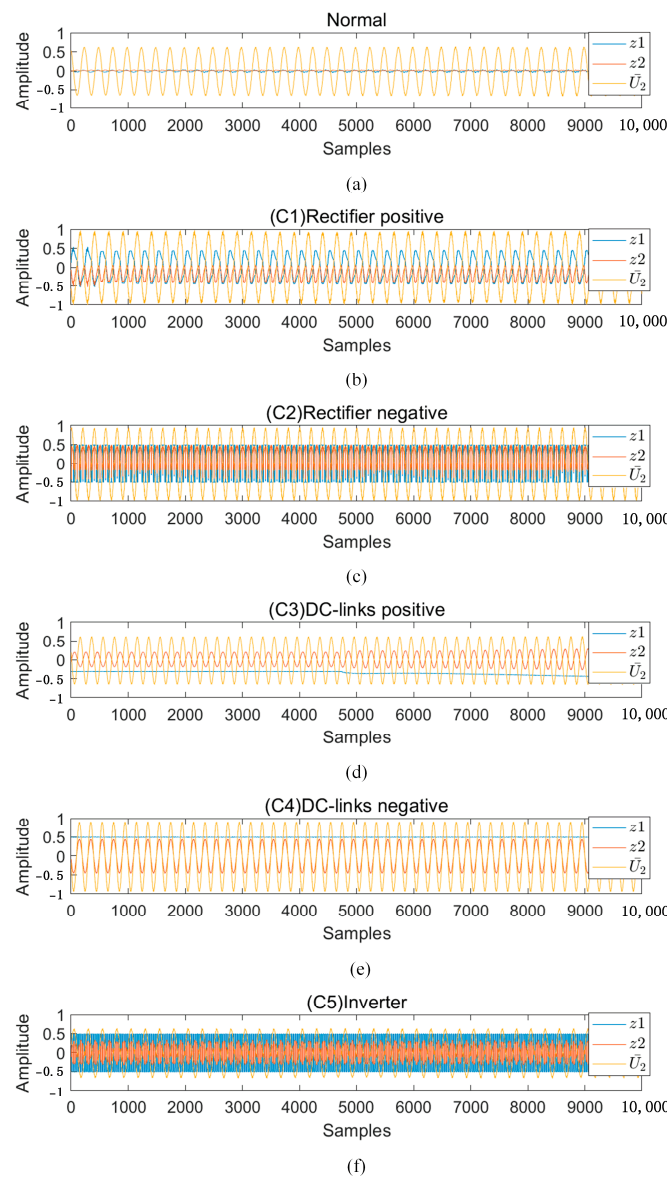 Normal
Amplitude
1
0.5
0
-0.5
-1
0 1000 2000 3000 4000 5000 6000 7000 8000 9000 10,000
Samples
z1
z2
Ū₂
(a)
(C1)Rectifier positive
Amplitude
1
0.5
0
-0.5
-1
0 1000 2000 3000 4000 5000 6000 7000 8000 9000 10,000
Samples
z1
z2
Ū₂
(b)
(C2)Rectifier negative
Amplitude
1
0.5
0
-0.5
-1
0 1000 2000 3000 4000 5000 6000 7000 8000 9000 10,000
Samples
z1
z2
Ū₂
(c)
(C3)DC-links positive
Amplitude
1
0.5
0
-0.5
-1
0 1000 2000 3000 4000 5000 6000 7000 8000 9000 10,000
Samples
z1
z2
Ū₂
(d)
(C4)DC-links negative
Amplitude
1
0.5
0
-0.5
-1
0 1000 2000 3000 4000 5000 6000 7000 8000 9000 10,000
Samples
z1
z2
Ū₂
(e)
(C5)Inverter
Amplitude
1
0.5
0
-0.5
-1
0 1000 2000 3000 4000 5000 6000 7000 8000 9000 10,000
Samples
z1
z2
Ū₂
(f)